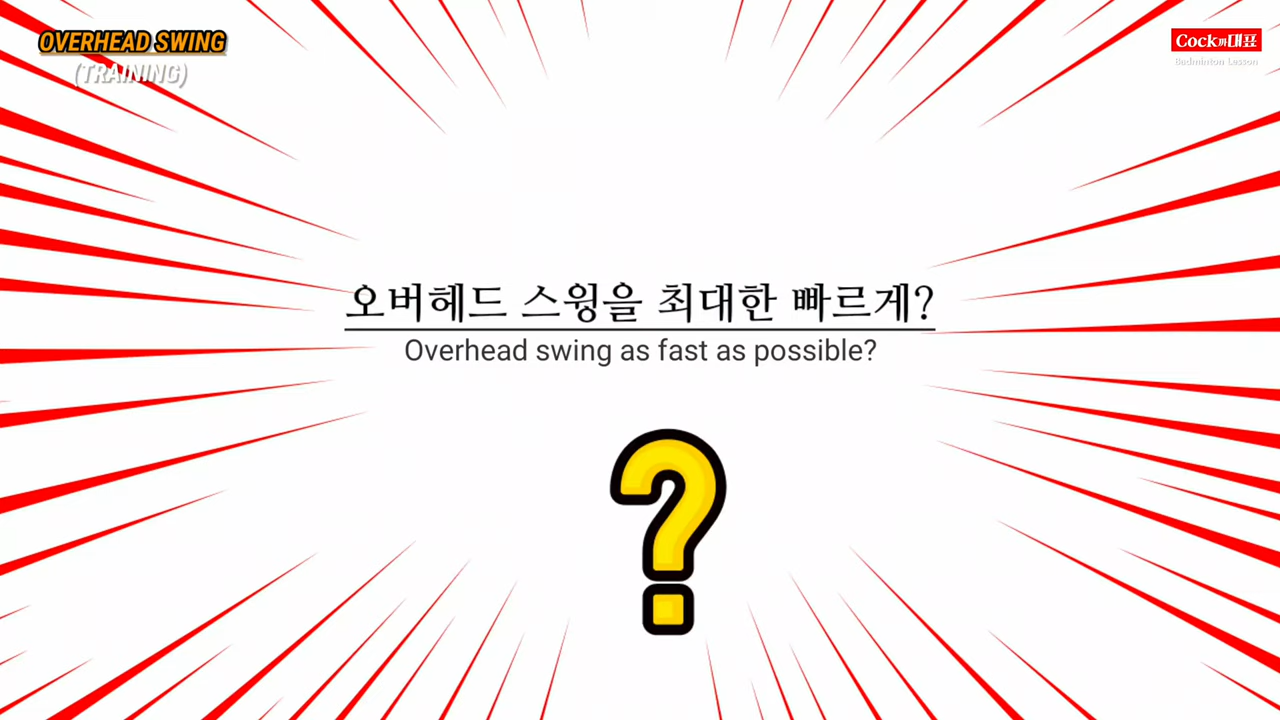 OVERHEAD SWING
(TRAINING)
Cock끼대표
Badminton Lesson
오버헤드 스윙을 최대한 빠르게?
Overhead swing as fast as possible?
?